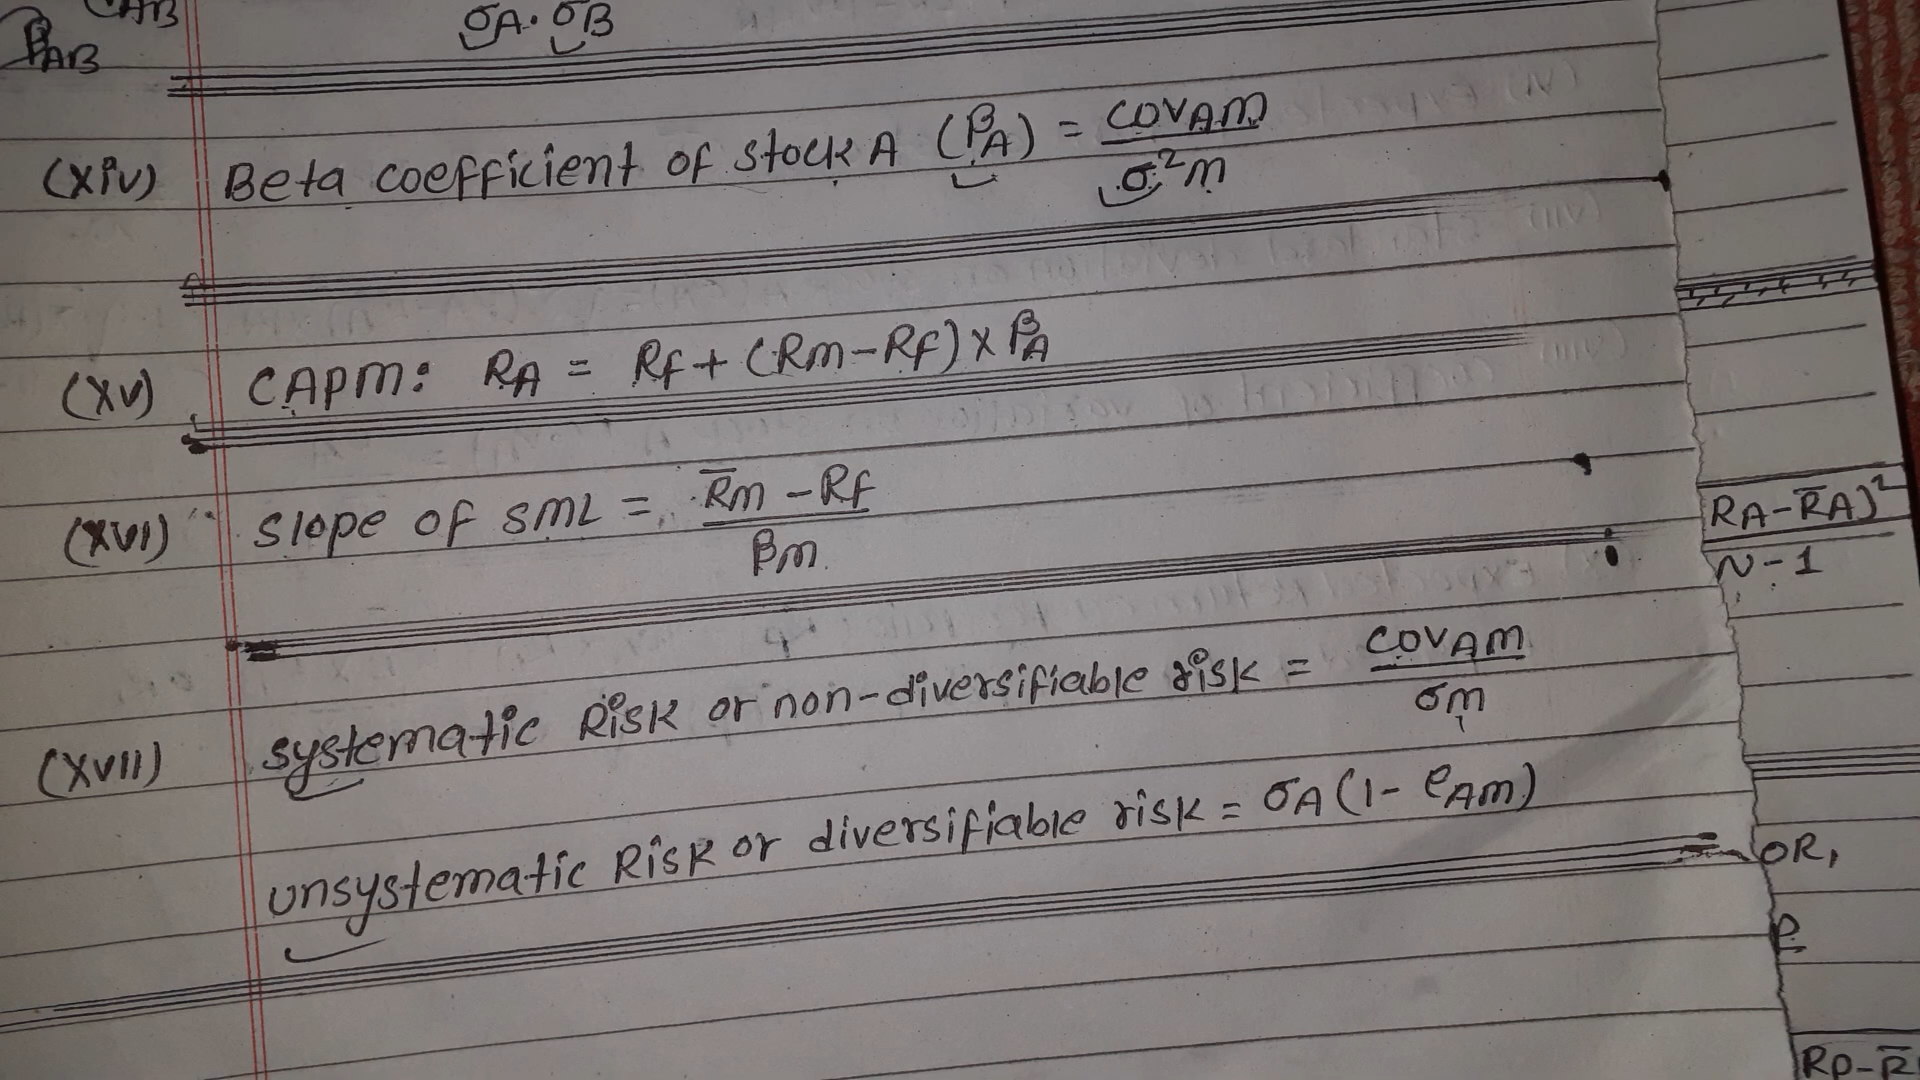 CAB
ρAB
σA . σB
(xiv) Beta coefficient of stock A (βA) = COVAm / σ²m
(xv) CAPM: RA = Rf + (Rm - Rf) x βA
(xvi) slope of SML = R̅m - Rf / βm
RA - R̅A)² / N - 1
(xvii) systematic Risk or non-diversifiable risk = COVAm / σm
unsystematic Risk or diversifiable risk = σA (1 - ρAm)
OR,
RP - R̅